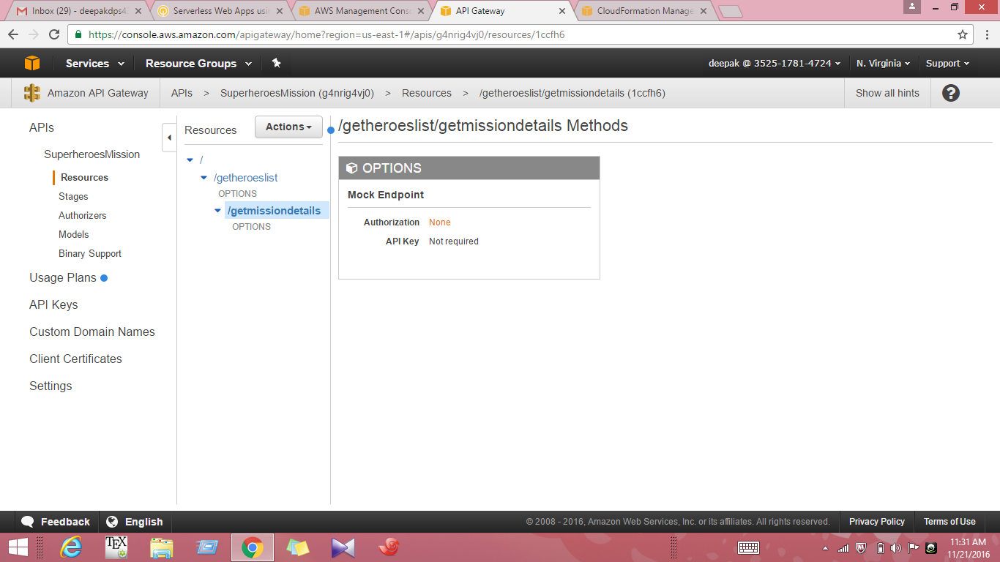 Inbox (29) - deepakdps4
Serverless Web Apps usin
AWS Management Cons
API Gateway
CloudFormation Manage
https://console.aws.amazon.com/apigateway/home?region=us-east-1#/apis/g4nrig4vj0/resources/1ccfh6
Services
Resource Groups
deepak @ 3525-1781-4724
N. Virginia
Support
Amazon API Gateway
APIs > SuperheroesMission (g4nrig4vj0) > Resources > /getheroeslist/getmissiondetails (1ccfh6)
Show all hints
?
APIs
SuperheroesMission
Resources
Stages
Authorizers
Models
Binary Support
Usage Plans
API Keys
Custom Domain Names
Client Certificates
Settings
Resources
Actions
/
/getheroeslist
OPTIONS
/getmissiondetails
OPTIONS
/getheroeslist/getmissiondetails Methods
OPTIONS
Mock Endpoint
Authorization None
API Key Not required
Feedback
English
© 2008 - 2016, Amazon Web Services, Inc. or its affiliates. All rights reserved.
Privacy Policy
Terms of Use
TEX
11:31 AM
11/21/2016